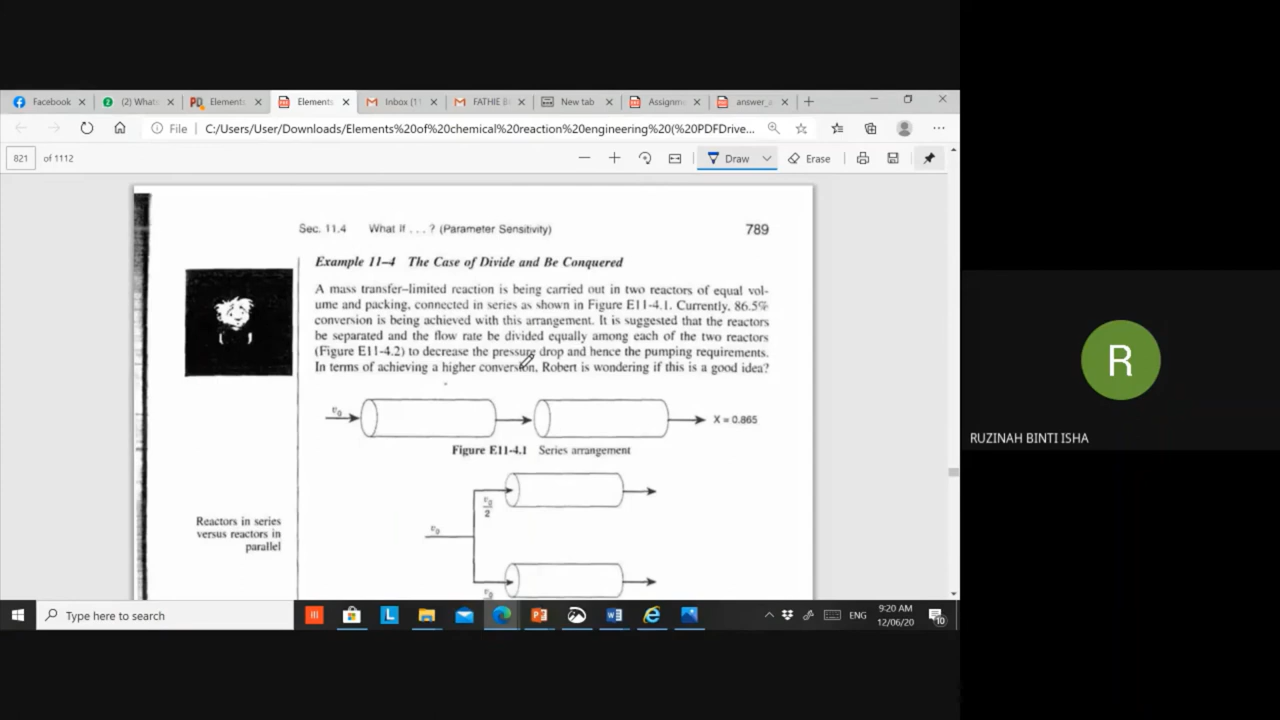 Facebook
(2) What
Element
Elements
Inbox (1
FATHIE B
New tab
Assignm
answer_a
File
C:/Users/User/Downloads/Elements%20of%20chemical%20reaction%20engineering%20(%20PDFDrive...
821
of 1112
Draw
Erase
Sec. 11.4 What If . . . ? (Parameter Sensitivity)
789
Example 11–4 The Case of Divide and Be Conquered
A mass transfer–limited reaction is being carried out in two reactors of equal vol-
ume and packing, connected in series as shown in Figure E11-4.1. Currently, 86.5%
conversion is being achieved with this arrangement. It is suggested that the reactors
be separated and the flow rate be divided equally among each of the two reactors
(Figure E11-4.2) to decrease the pressure drop and hence the pumping requirements.
In terms of achieving a higher conversion, Robert is wondering if this is a good idea?
v0
X = 0.865
Figure E11-4.1 Series arrangement
v0
2
v0
v0
Reactors in series
versus reactors in
parallel
R
RUZINAH BINTI ISHA
Type here to search
ENG
9:20 AM
12/06/20
10